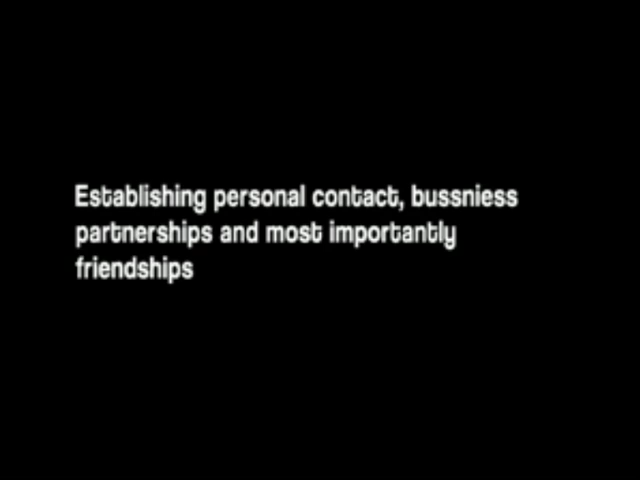 Establishing personal contact, bussniess
partnerships and most importantly
friendships